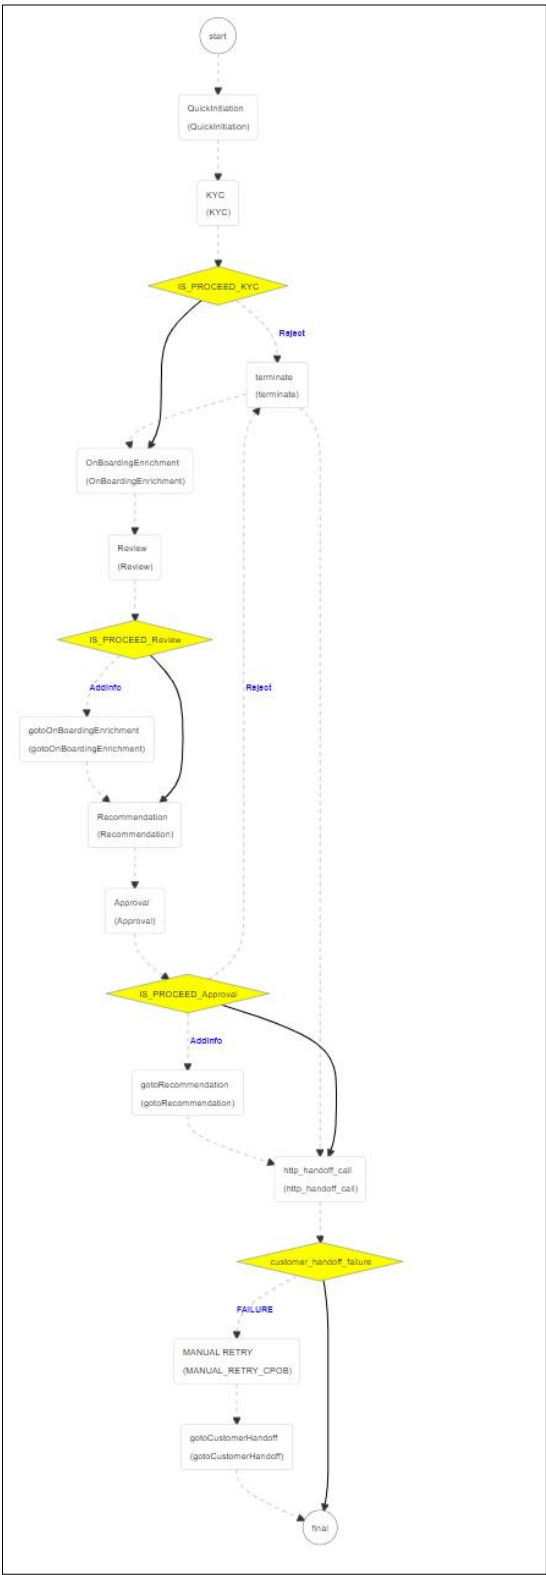 start
QuickInitiation
(QuickInitiation)
KYC
(KYC)
IS_PROCEED_KYC
Reject
terminate
(terminate)
OnBoardingEnrichment
(OnBoardingEnrichment)
Review
(Review)
IS_PROCEED_Review
AddInfo
Reject
gotoOnBoardingEnrichment
(gotoOnBoardingEnrichment)
Recommendation
(Recommendation)
Approval
(Approval)
IS_PROCEED_Approval
AddInfo
gotoRecommendation
(gotoRecommendation)
http_handoff_call
(http_handoff_call)
customer_handoff_failure
FAILURE
MANUAL RETRY
(MANUAL_RETRY_CPOB)
gotoCustomerHandoff
(gotoCustomerHandoff)
final